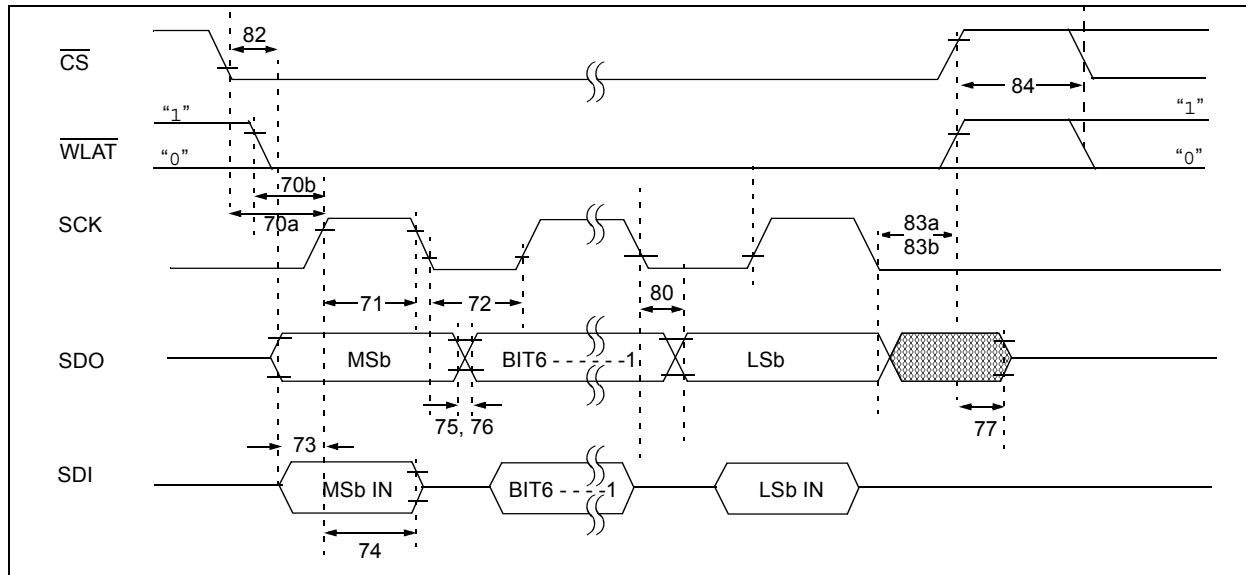 82
CS
84
“1”
“1”
WLAT
“0”
“0”
70b
70a
SCK
83a
83b
80
71
72
SDO
MSb
BIT6 - - - - - -1
LSb
75, 76
77
73
SDI
MSb IN
BIT6 - - - -1
LSb IN
74